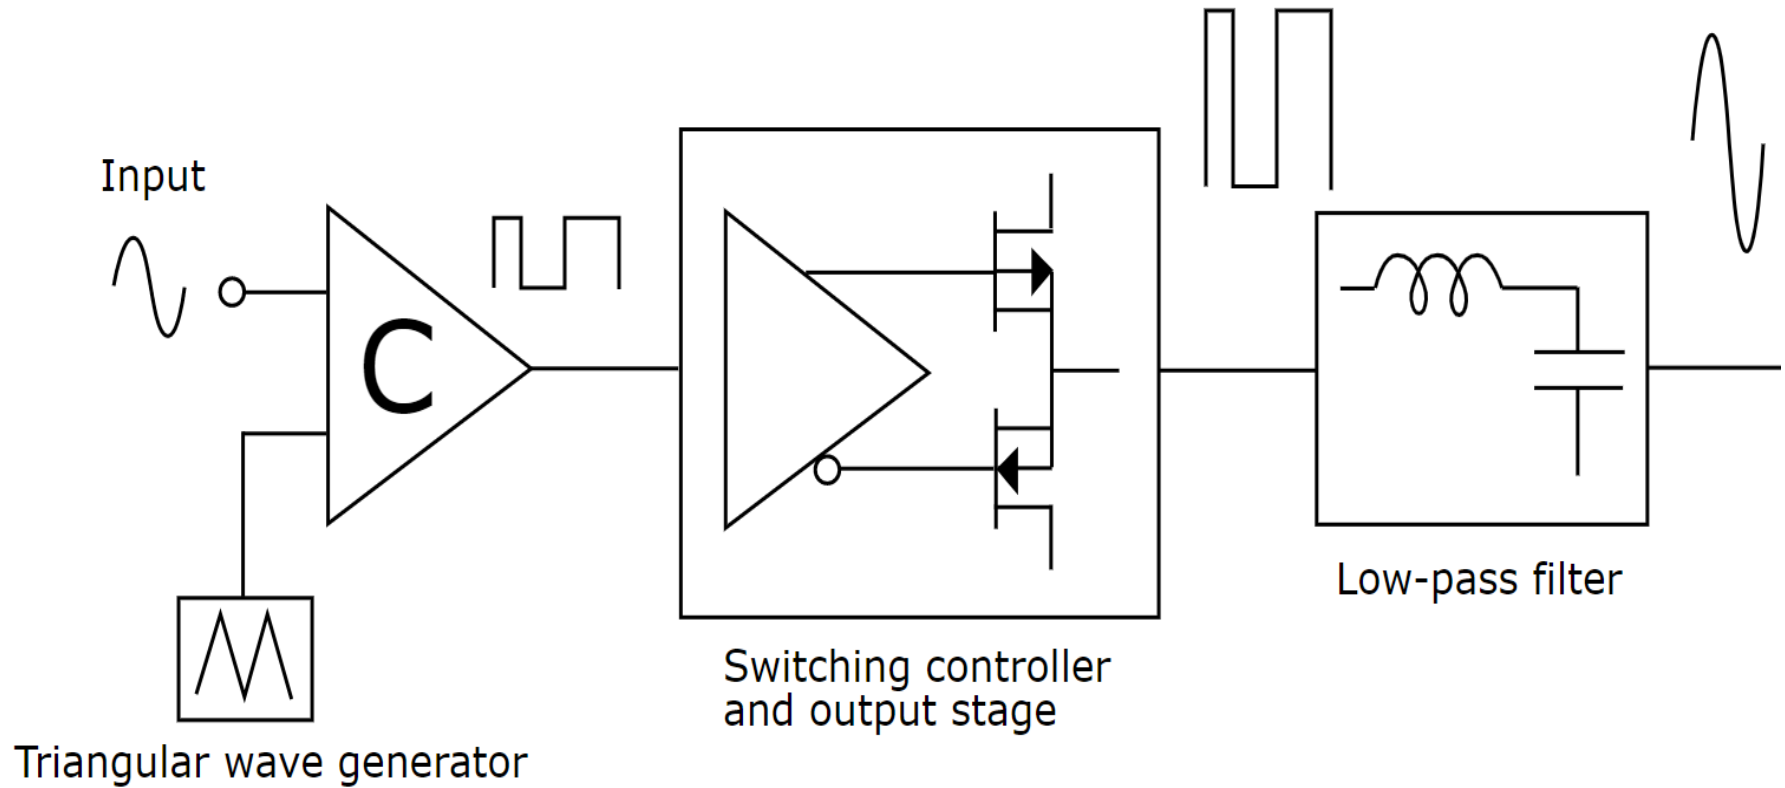 Input
C
Switching controller
and output stage
Low-pass filter
Triangular wave generator